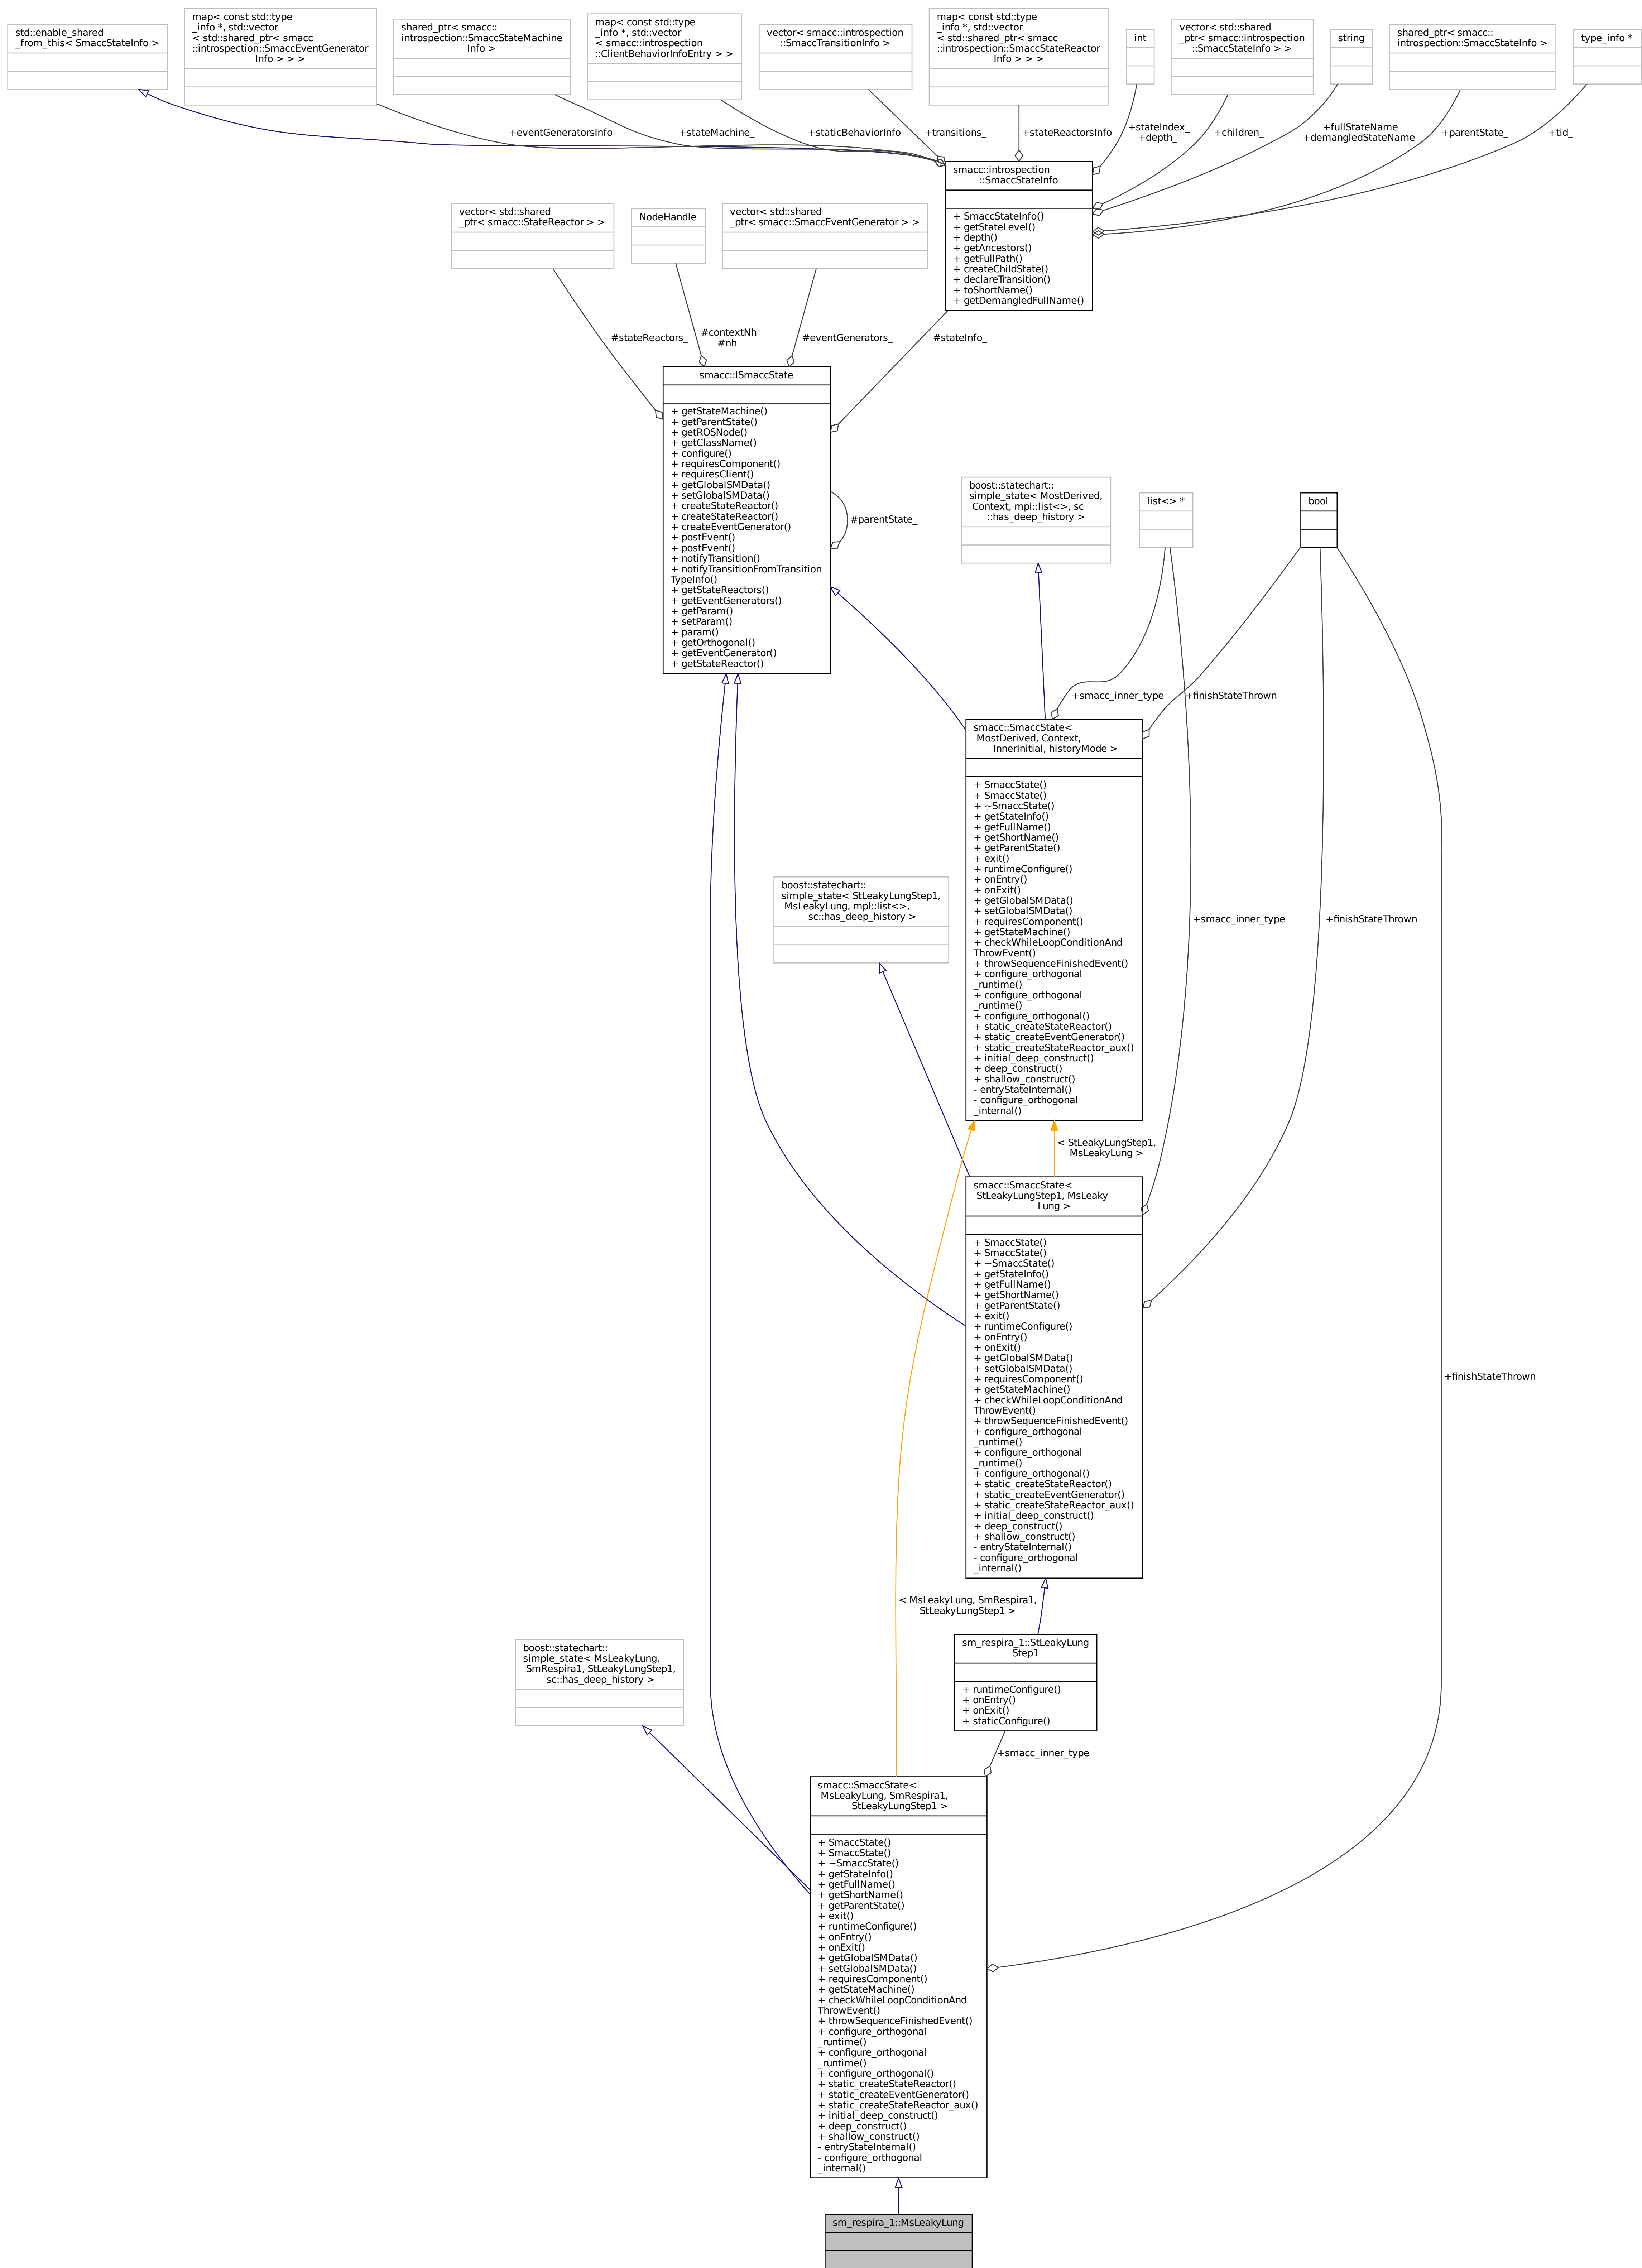 std::enable_shared
_from_this< SmaccStateInfo >
map< const std::type
_info *, std::vector
< std::shared_ptr< smacc
::introspection::SmaccEventGenerator
Info > > >
shared_ptr< smacc::
introspection::SmaccStateMachine
Info >
map< const std::type
_info *, std::vector
< smacc::introspection
::ClientBehaviorInfoEntry > >
vector< smacc::introspection
::SmaccTransitionInfo >
map< const std::type
_info *, std::vector
< std::shared_ptr< smacc
::introspection::SmaccStateReactor
Info > > >
int
vector< std::shared
_ptr< smacc::introspection
::SmaccStateInfo > >
string
shared_ptr< smacc::
introspection::SmaccStateInfo >
type_info *
+eventGeneratorsInfo
+stateMachine_
+staticBehaviorInfo
+transitions_
+stateReactorsInfo
+stateIndex_
+depth_
+children_
+fullStateName
+demangledStateName
+parentState_
+tid_
smacc::introspection
::SmaccStateInfo
+ SmaccStateInfo()
+ getStateLevel()
+ depth()
+ getAncestors()
+ getFullPath()
+ createChildState()
+ declareTransition()
+ toShortName()
+ getDemangledFullName()
vector< std::shared
_ptr< smacc::StateReactor > >
NodeHandle
vector< std::shared
_ptr< smacc::SmaccEventGenerator > >
#stateReactors_
#contextNh
#nh
#eventGenerators_
#stateInfo_
smacc::ISmaccState
+ getStateMachine()
+ getParentState()
+ getROSNode()
+ getClassName()
+ configure()
+ requiresComponent()
+ requiresClient()
+ getGlobalSMData()
+ setGlobalSMData()
+ createStateReactor()
+ createStateReactor()
+ createEventGenerator()
+ postEvent()
+ postEvent()
+ notifyTransition()
+ notifyTransitionFromTransition
TypeInfo()
+ getStateReactors()
+ getEventGenerators()
+ getParam()
+ setParam()
+ param()
+ getOrthogonal()
+ getEventGenerator()
+ getStateReactor()
#parentState_
boost::statechart::
simple_state< MostDerived,
Context, mpl::list<>, sc
::has_deep_history >
list<> *
bool
+smacc_inner_type
+finishStateThrown
smacc::SmaccState<
MostDerived, Context,
InnerInitial, historyMode >
+ SmaccState()
+ SmaccState()
+ ~SmaccState()
+ getStateInfo()
+ getFullName()
+ getShortName()
+ getParentState()
+ exit()
+ runtimeConfigure()
+ onEntry()
+ onExit()
+ getGlobalSMData()
+ setGlobalSMData()
+ requiresComponent()
+ getStateMachine()
+ checkWhileLoopConditionAnd
ThrowEvent()
+ throwSequenceFinishedEvent()
+ configure_orthogonal
_runtime()
+ configure_orthogonal
_runtime()
+ configure_orthogonal()
+ static_createStateReactor()
+ static_createEventGenerator()
+ static_createStateReactor_aux()
+ initial_deep_construct()
+ deep_construct()
+ shallow_construct()
- entryStateInternal()
- configure_orthogonal
_internal()
boost::statechart::
simple_state< StLeakyLungStep1,
MsLeakyLung, mpl::list<>,
sc::has_deep_history >
+smacc_inner_type
+finishStateThrown
< StLeakyLungStep1,
MsLeakyLung >
smacc::SmaccState<
StLeakyLungStep1, MsLeaky
Lung >
+ SmaccState()
+ SmaccState()
+ ~SmaccState()
+ getStateInfo()
+ getFullName()
+ getShortName()
+ getParentState()
+ exit()
+ runtimeConfigure()
+ onEntry()
+ onExit()
+ getGlobalSMData()
+ setGlobalSMData()
+ requiresComponent()
+ getStateMachine()
+ checkWhileLoopConditionAnd
ThrowEvent()
+ throwSequenceFinishedEvent()
+ configure_orthogonal
_runtime()
+ configure_orthogonal
_runtime()
+ configure_orthogonal()
+ static_createStateReactor()
+ static_createEventGenerator()
+ static_createStateReactor_aux()
+ initial_deep_construct()
+ deep_construct()
+ shallow_construct()
- entryStateInternal()
- configure_orthogonal
_internal()
+finishStateThrown
< MsLeakyLung, SmRespira1,
StLeakyLungStep1 >
boost::statechart::
simple_state< MsLeakyLung,
SmRespira1, StLeakyLungStep1,
sc::has_deep_history >
sm_respira_1::StLeakyLung
Step1
+ runtimeConfigure()
+ onEntry()
+ onExit()
+ staticConfigure()
+smacc_inner_type
smacc::SmaccState<
MsLeakyLung, SmRespira1,
StLeakyLungStep1 >
+ SmaccState()
+ SmaccState()
+ ~SmaccState()
+ getStateInfo()
+ getFullName()
+ getShortName()
+ getParentState()
+ exit()
+ runtimeConfigure()
+ onEntry()
+ onExit()
+ getGlobalSMData()
+ setGlobalSMData()
+ requiresComponent()
+ getStateMachine()
+ checkWhileLoopConditionAnd
ThrowEvent()
+ throwSequenceFinishedEvent()
+ configure_orthogonal
_runtime()
+ configure_orthogonal
_runtime()
+ configure_orthogonal()
+ static_createStateReactor()
+ static_createEventGenerator()
+ static_createStateReactor_aux()
+ initial_deep_construct()
+ deep_construct()
+ shallow_construct()
- entryStateInternal()
- configure_orthogonal
_internal()
sm_respira_1::MsLeakyLung